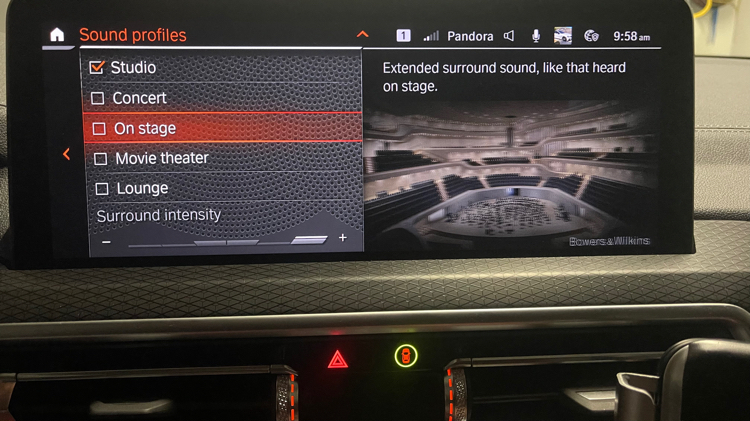 Sound profiles
1
Pandora
9:58 am
Studio
Concert
On stage
Movie theater
Lounge
Surround intensity
- +
Extended surround sound, like that heard
on stage.
Bowers & Wilkins